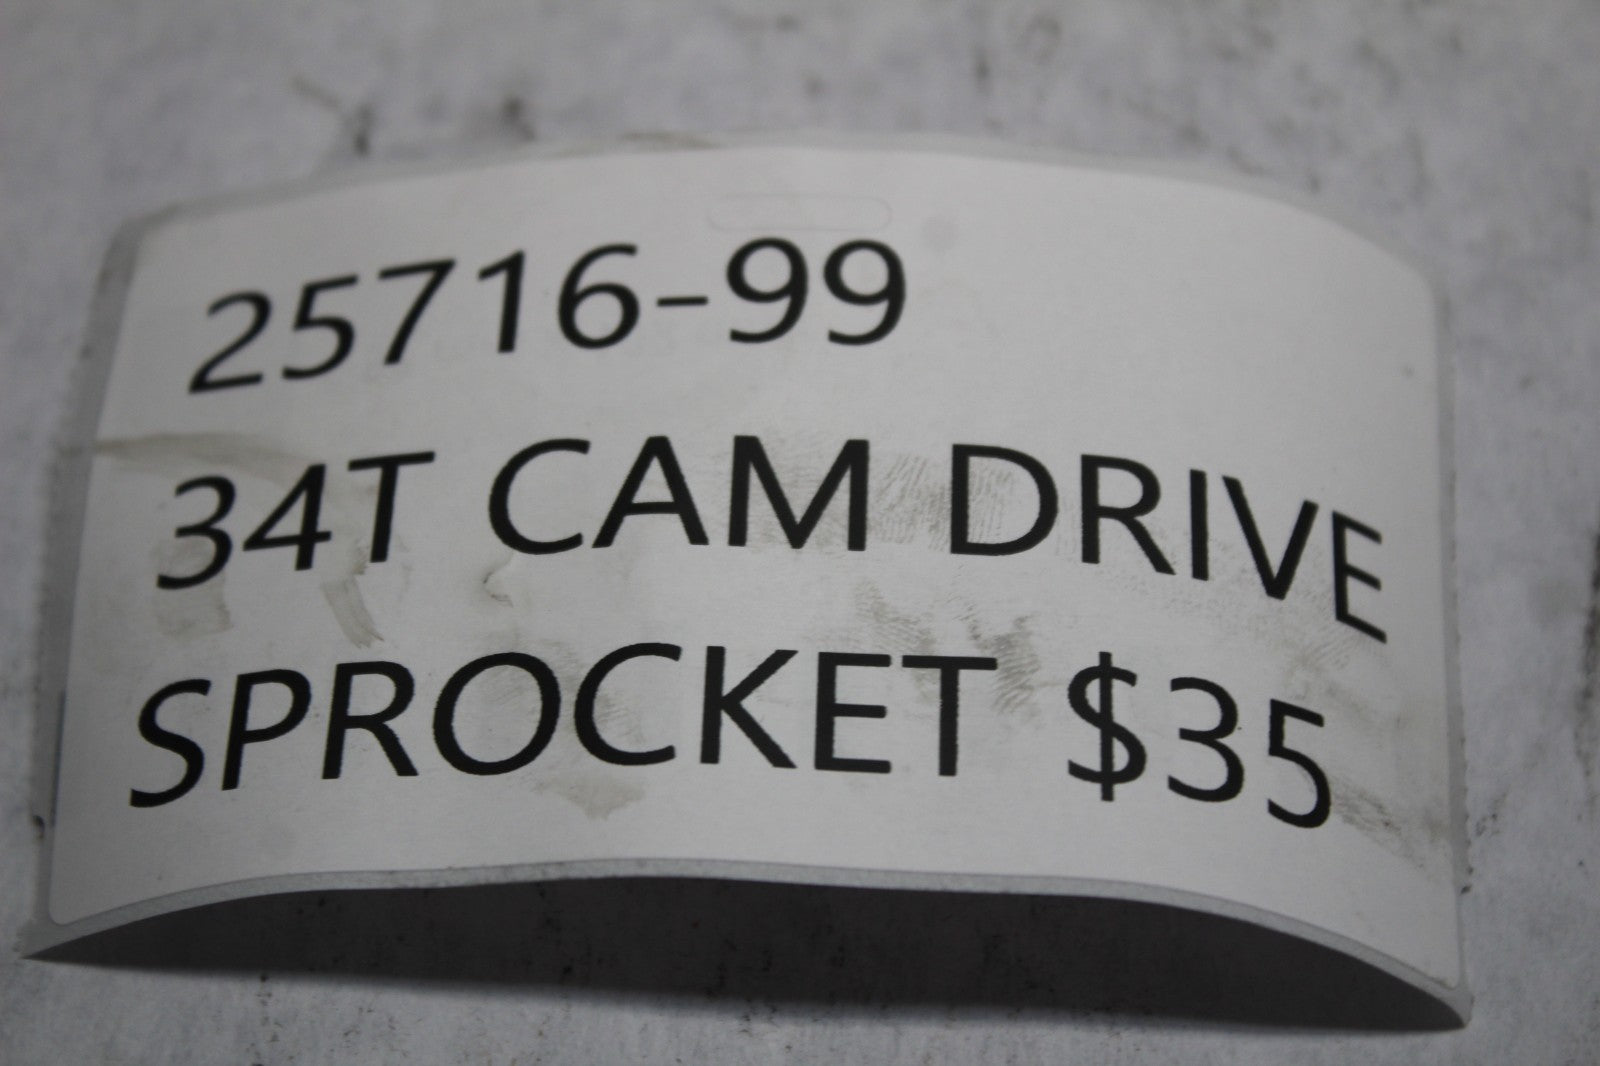 25716-99
34T CAM DRIVE
SPROCKET $35